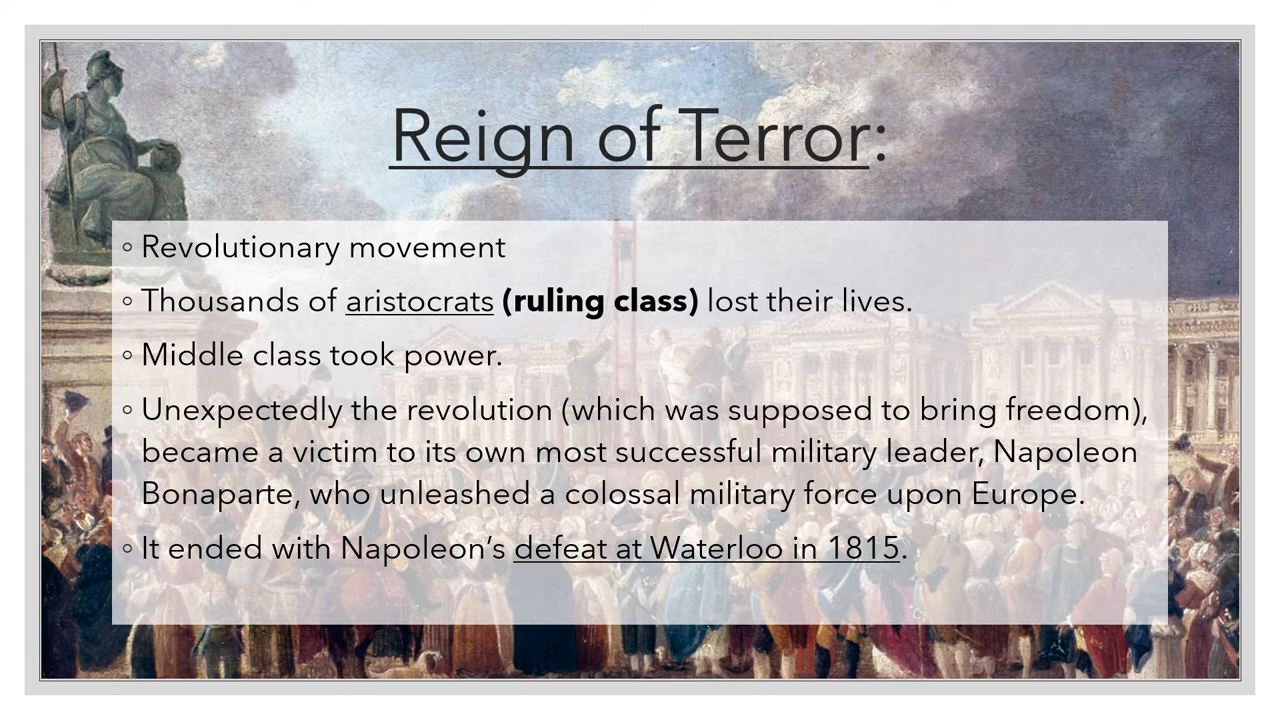 Reign of Terror:
◦ Revolutionary movement
◦ Thousands of aristocrats (ruling class) lost their lives.
◦ Middle class took power.
◦ Unexpectedly the revolution (which was supposed to bring freedom),
became a victim to its own most successful military leader, Napoleon
Bonaparte, who unleashed a colossal military force upon Europe.
◦ It ended with Napoleon’s defeat at Waterloo in 1815.